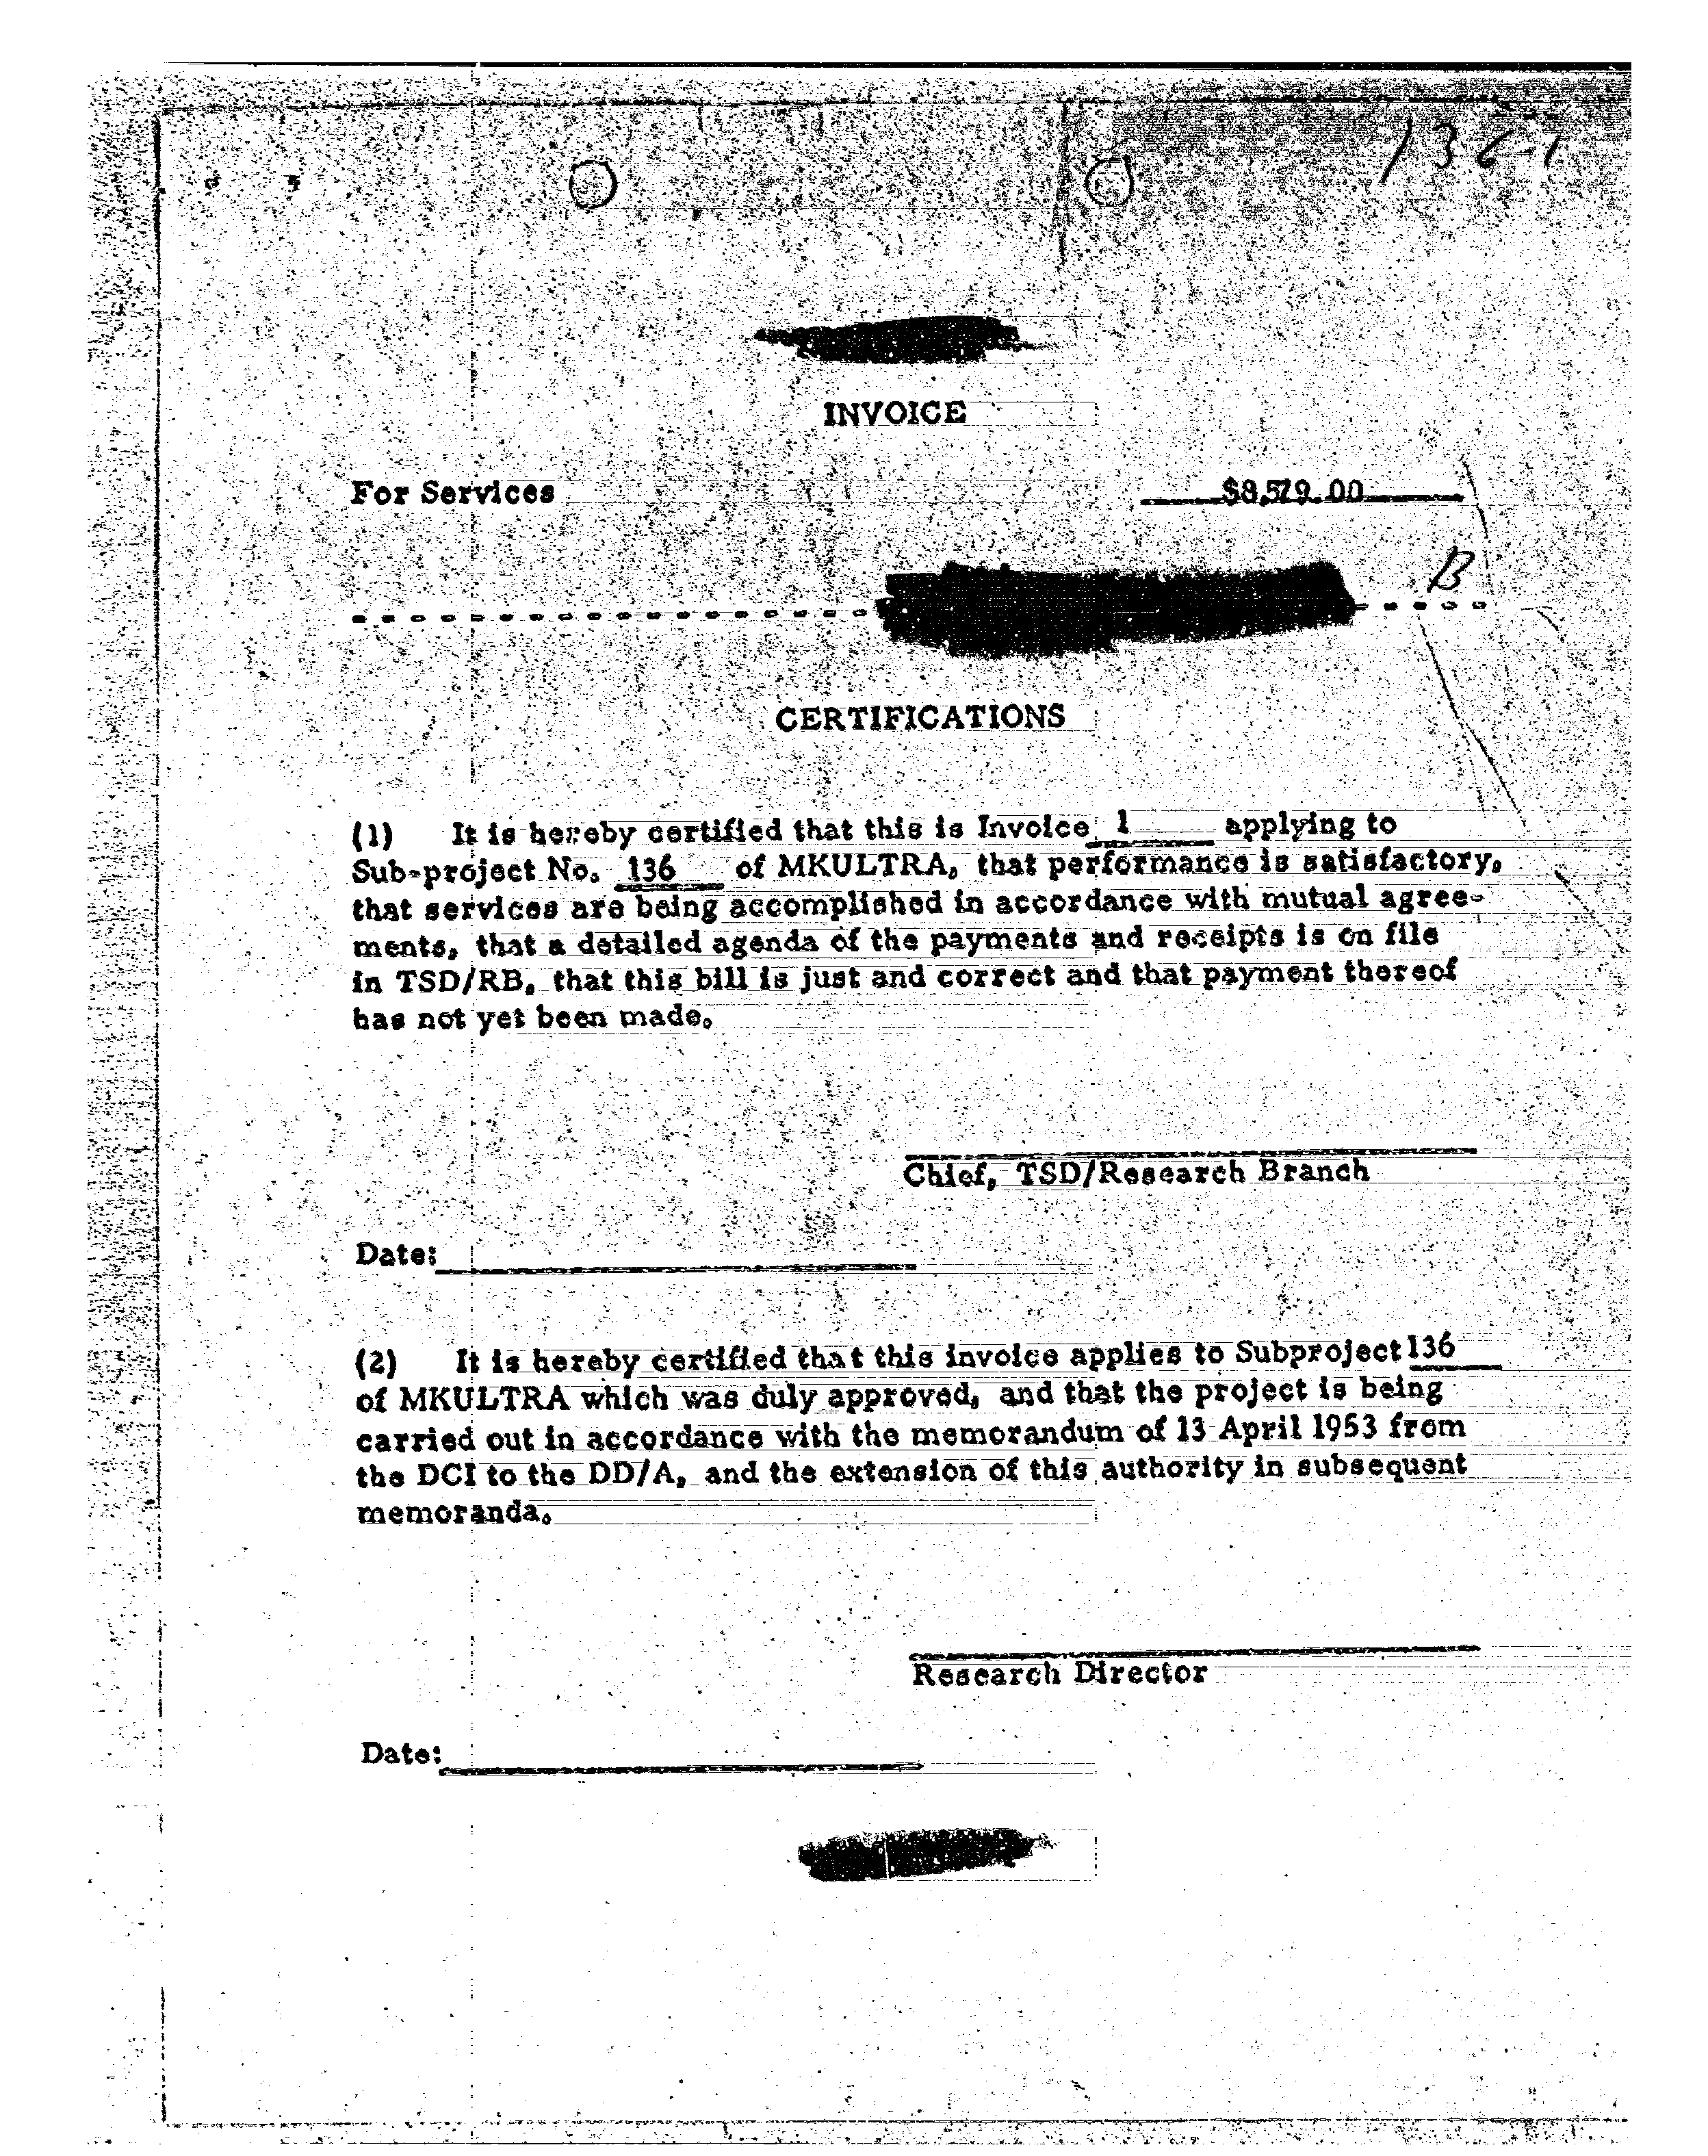 136-1
INVOICE
For Services $8,579.00
B
CERTIFICATIONS
(1) It is hereby certified that this is Invoice 1 applying to
Sub-project No. 136 of MKULTRA, that performance is satisfactory,
that services are being accomplished in accordance with mutual agree-
ments, that a detailed agenda of the payments and receipts is on file
in TSD/RB, that this bill is just and correct and that payment thereof
has not yet been made.
Chief, TSD/Research Branch
Date:
(2) It is hereby certified that this invoice applies to Subproject 136
of MKULTRA which was duly approved, and that the project is being
carried out in accordance with the memorandum of 13 April 1953 from
the DCI to the DD/A, and the extension of this authority in subsequent
memoranda.
Research Director
Date: